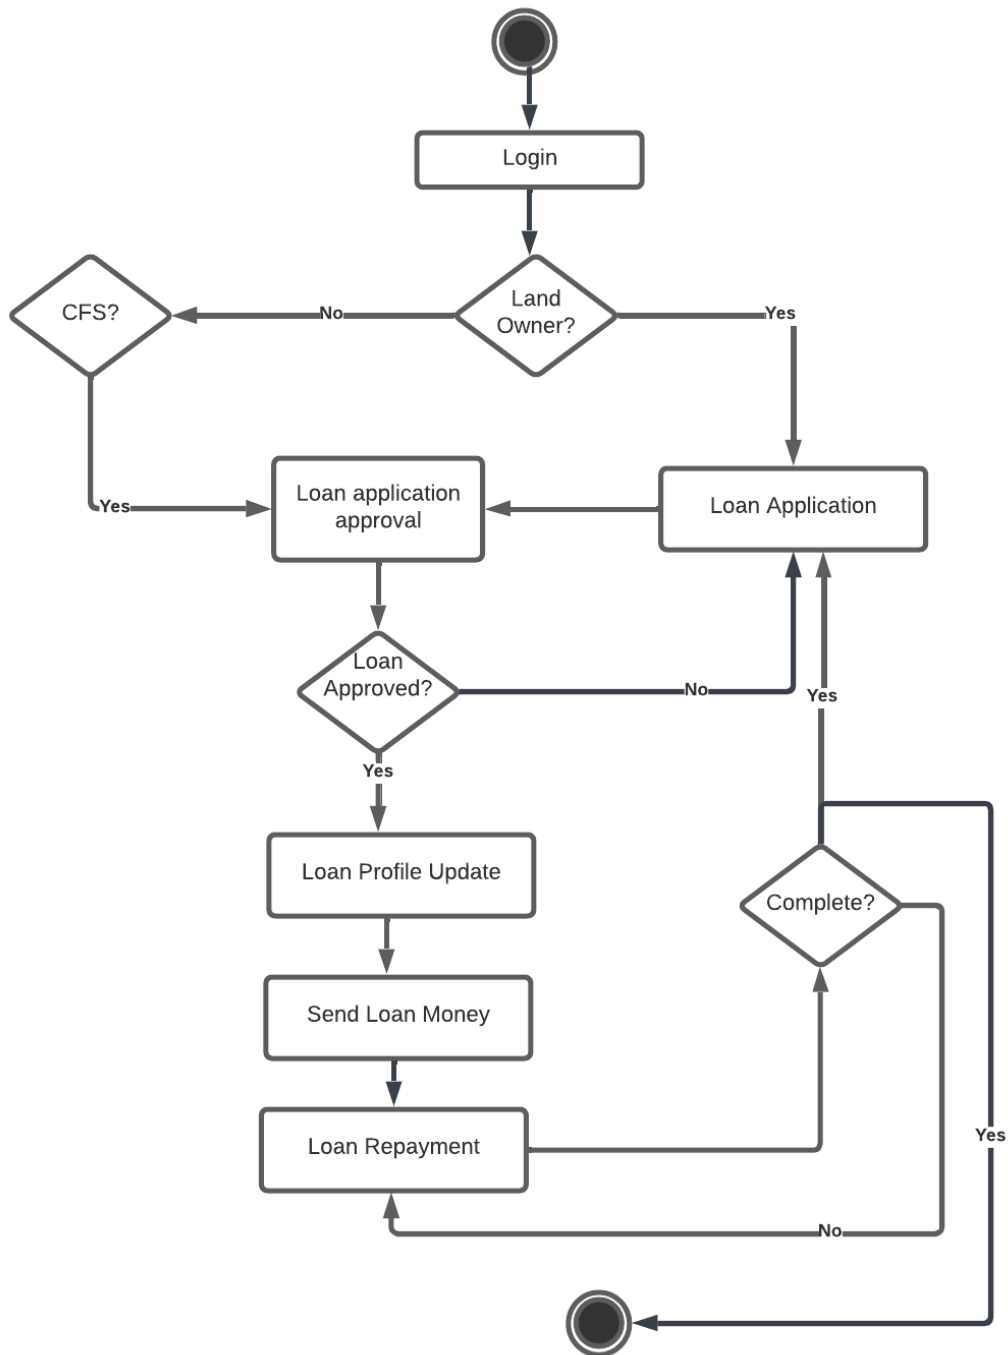 Login
Land
Owner?
CFS?
No
Yes
Yes
Loan application
approval
Loan Application
Loan
Approved?
No
Yes
Yes
Loan Profile Update
Complete?
Send Loan Money
Loan Repayment
Yes
No